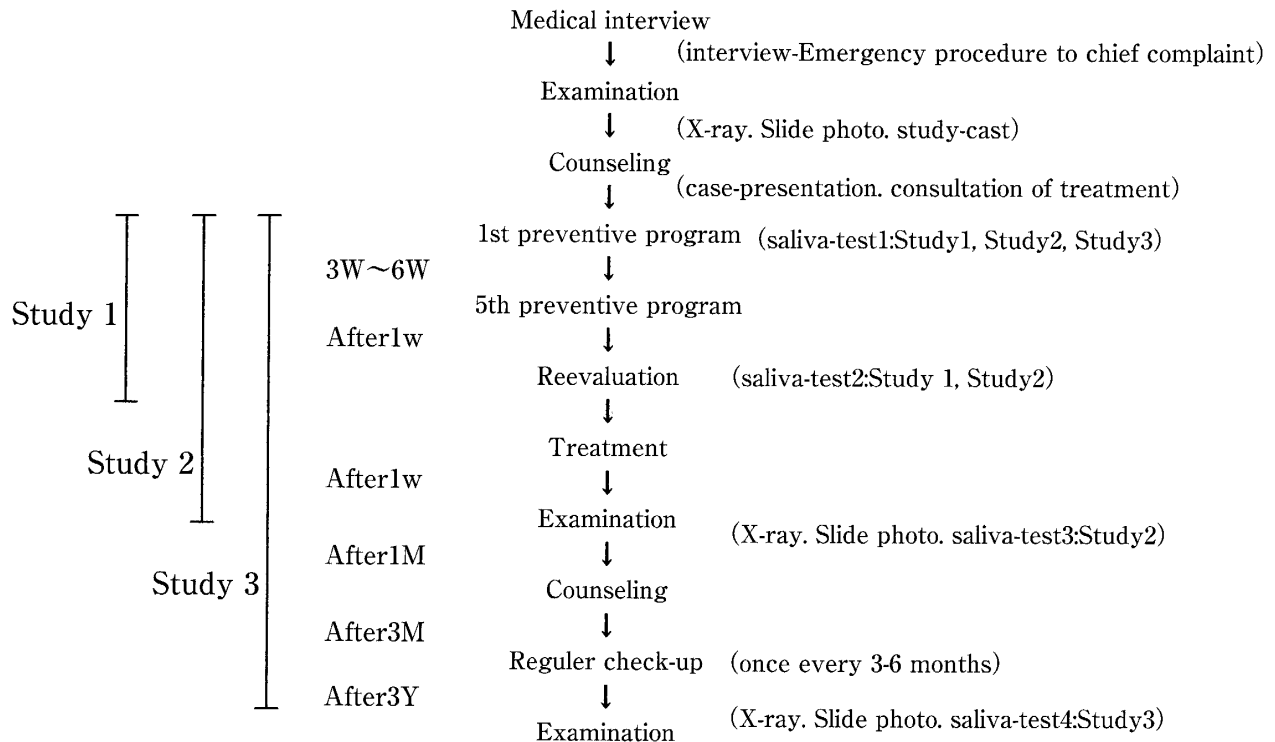 Medical interview
(interview-Emergency procedure to chief complaint)
Examination
(X-ray. Slide photo. study-cast)
Counseling
(case-presentation. consultation of treatment)
1st preventive program (saliva-test1:Study1, Study2, Study3)
3W～6W
5th preventive program
Study 1
After1w
Reevaluation (saliva-test2:Study 1, Study2)
Treatment
Study 2
After1w
Examination (X-ray. Slide photo. saliva-test3:Study2)
After1M
Study 3
Counseling
After3M
Reguler check-up (once every 3-6 months)
After3Y
Examination (X-ray. Slide photo. saliva-test4:Study3)